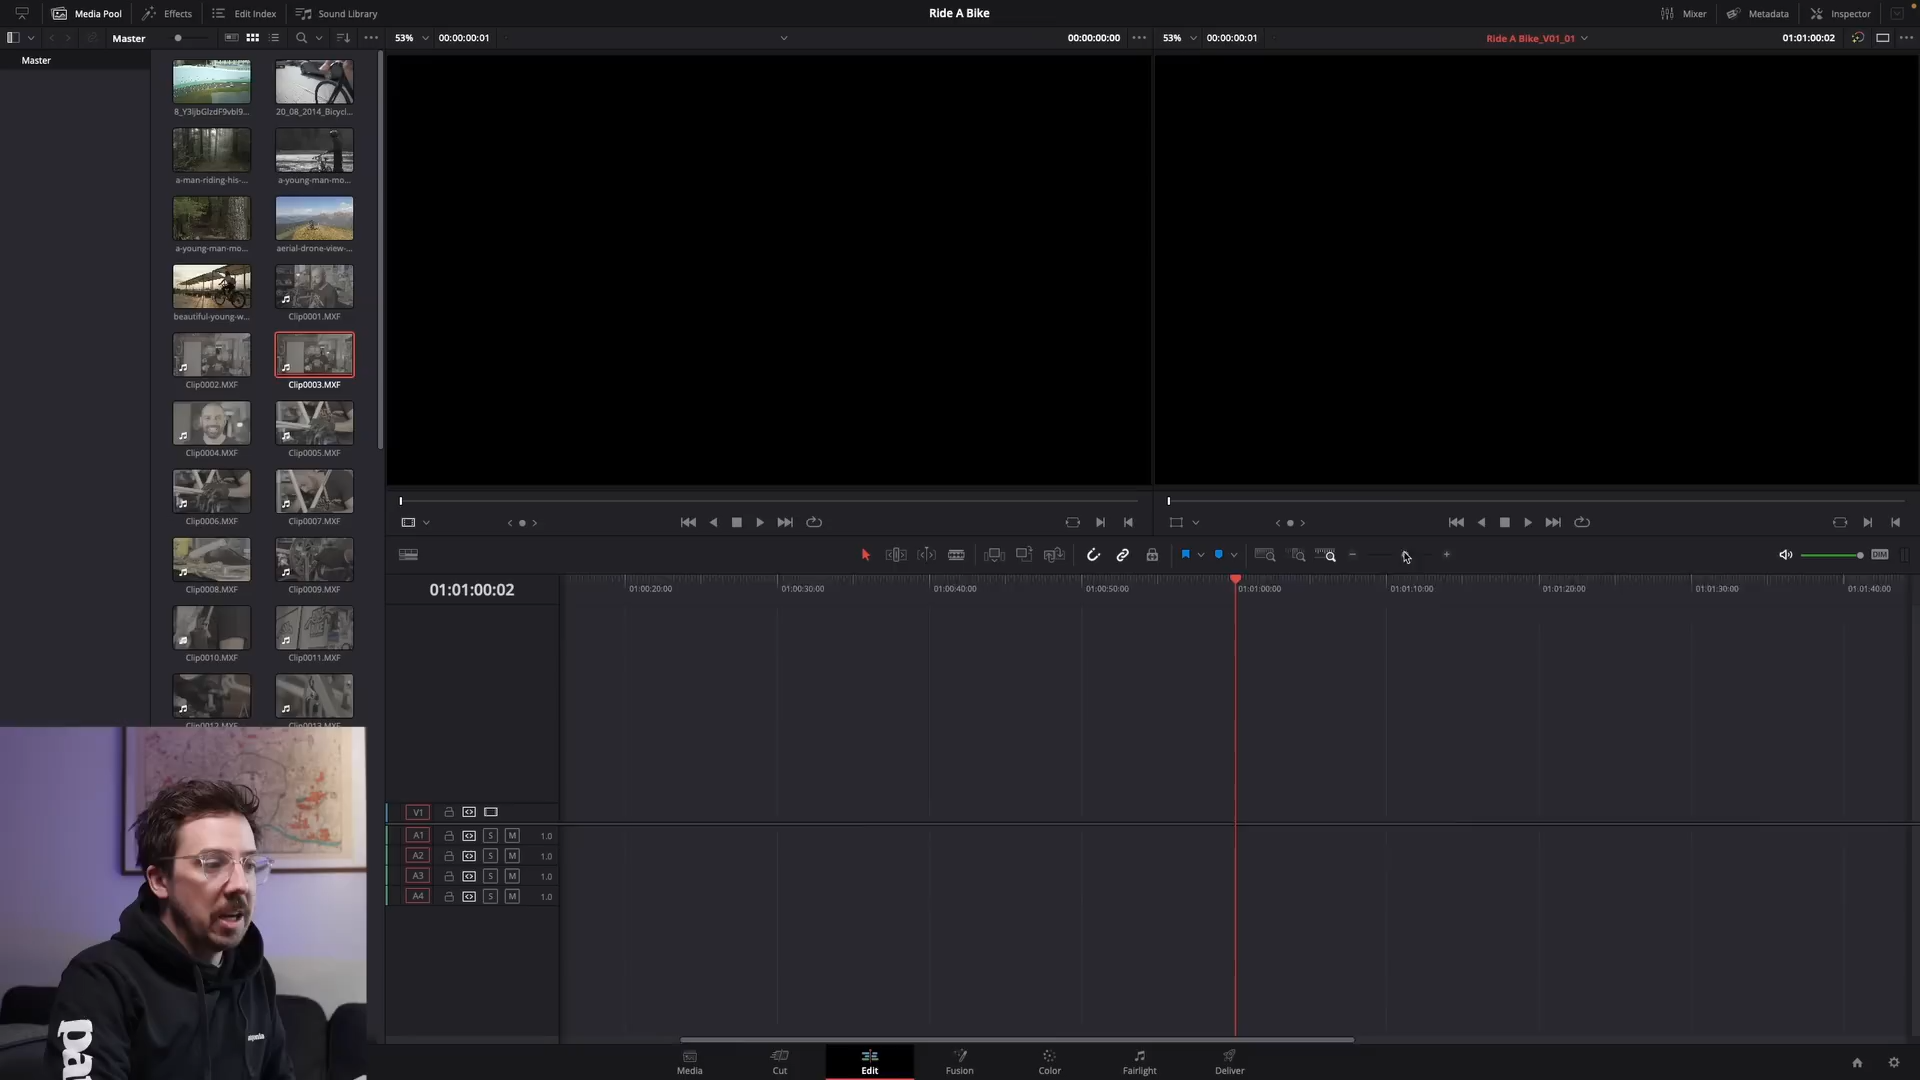 Media Pool
Effects
Edit Index
Sound Library
Ride A Bike
Mixer
Metadata
Inspector
Master
53%
00:00:00:01
00:00:00:00
53%
00:00:00:01
Ride A Bike_V01_01
01:01:00:02
Master
8_Y3ljbGlzdF9vbl9...
20_08_2014_Bicycl...
a-man-riding-his-...
a-young-man-mo...
a-young-man-mo...
aerial-drone-view-...
beautiful-young-w...
Clip0001.MXF
Clip0002.MXF
Clip0003.MXF
Clip0004.MXF
Clip0005.MXF
Clip0006.MXF
Clip0007.MXF
Clip0008.MXF
Clip0009.MXF
Clip0010.MXF
Clip0011.MXF
Clip0012.MXF
Clip0013.MXF
DIM
01:01:00:02
01:00:20:00
01:00:30:00
01:00:40:00
01:00:50:00
01:01:00:00
01:01:10:00
01:01:20:00
01:01:30:00
01:01:40:00
V1
A1 S M 1.0
A2 S M 1.0
A3 S M 1.0
A4 S M 1.0
Media
Cut
Edit
Fusion
Color
Fairlight
Deliver